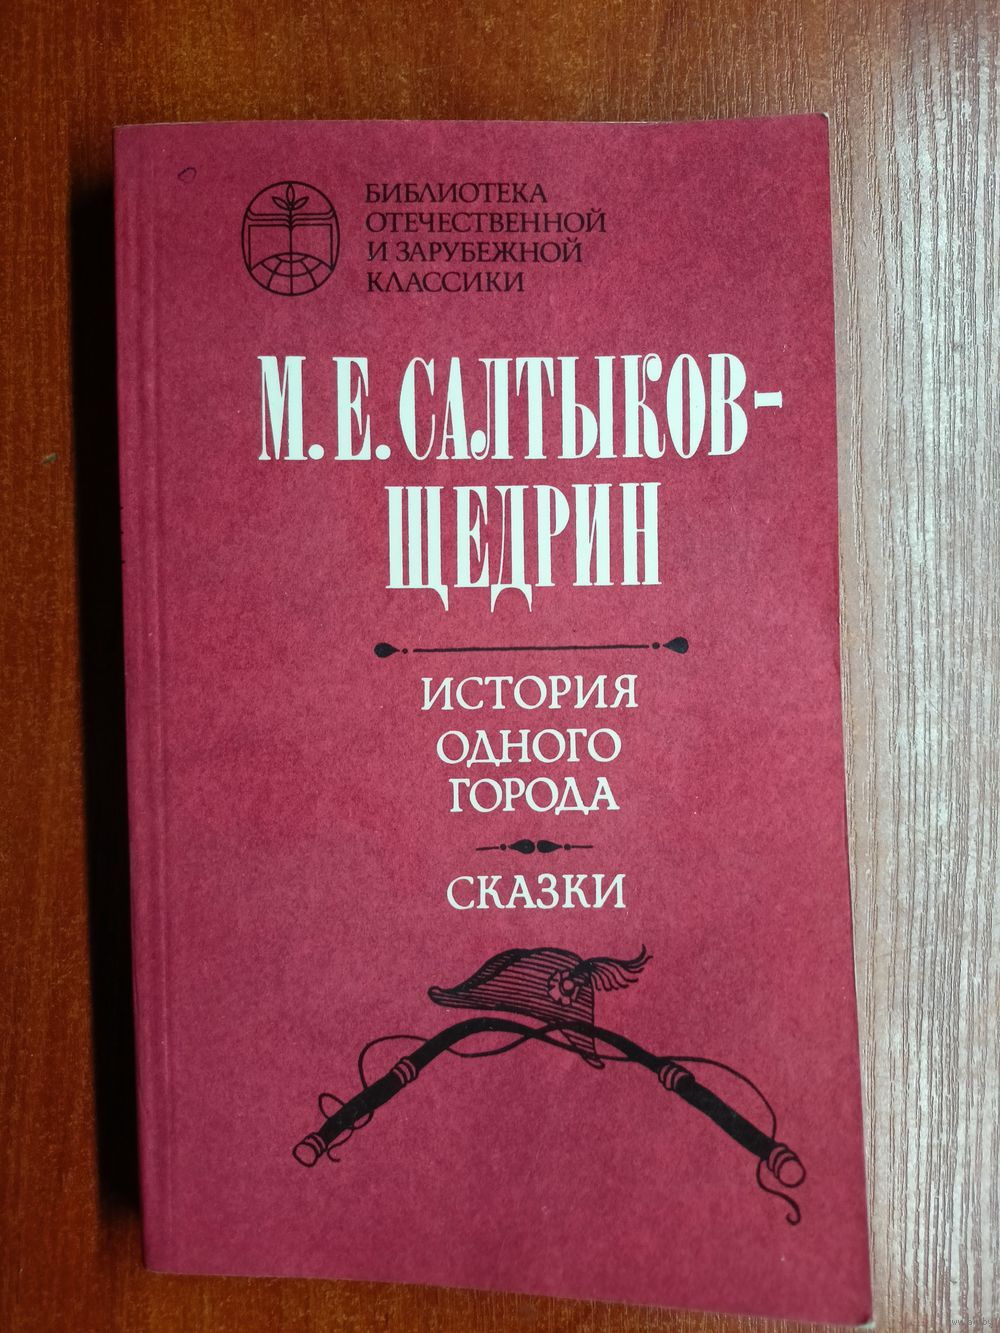 БИБЛИОТЕКА
ОТЕЧЕСТВЕННОЙ
И ЗАРУБЕЖНОЙ
КЛАССИКИ
М.Е.САЛТЫКОВ-
ЩЕДРИН
ИСТОРИЯ
ОДНОГО
ГОРОДА
СКАЗКИ